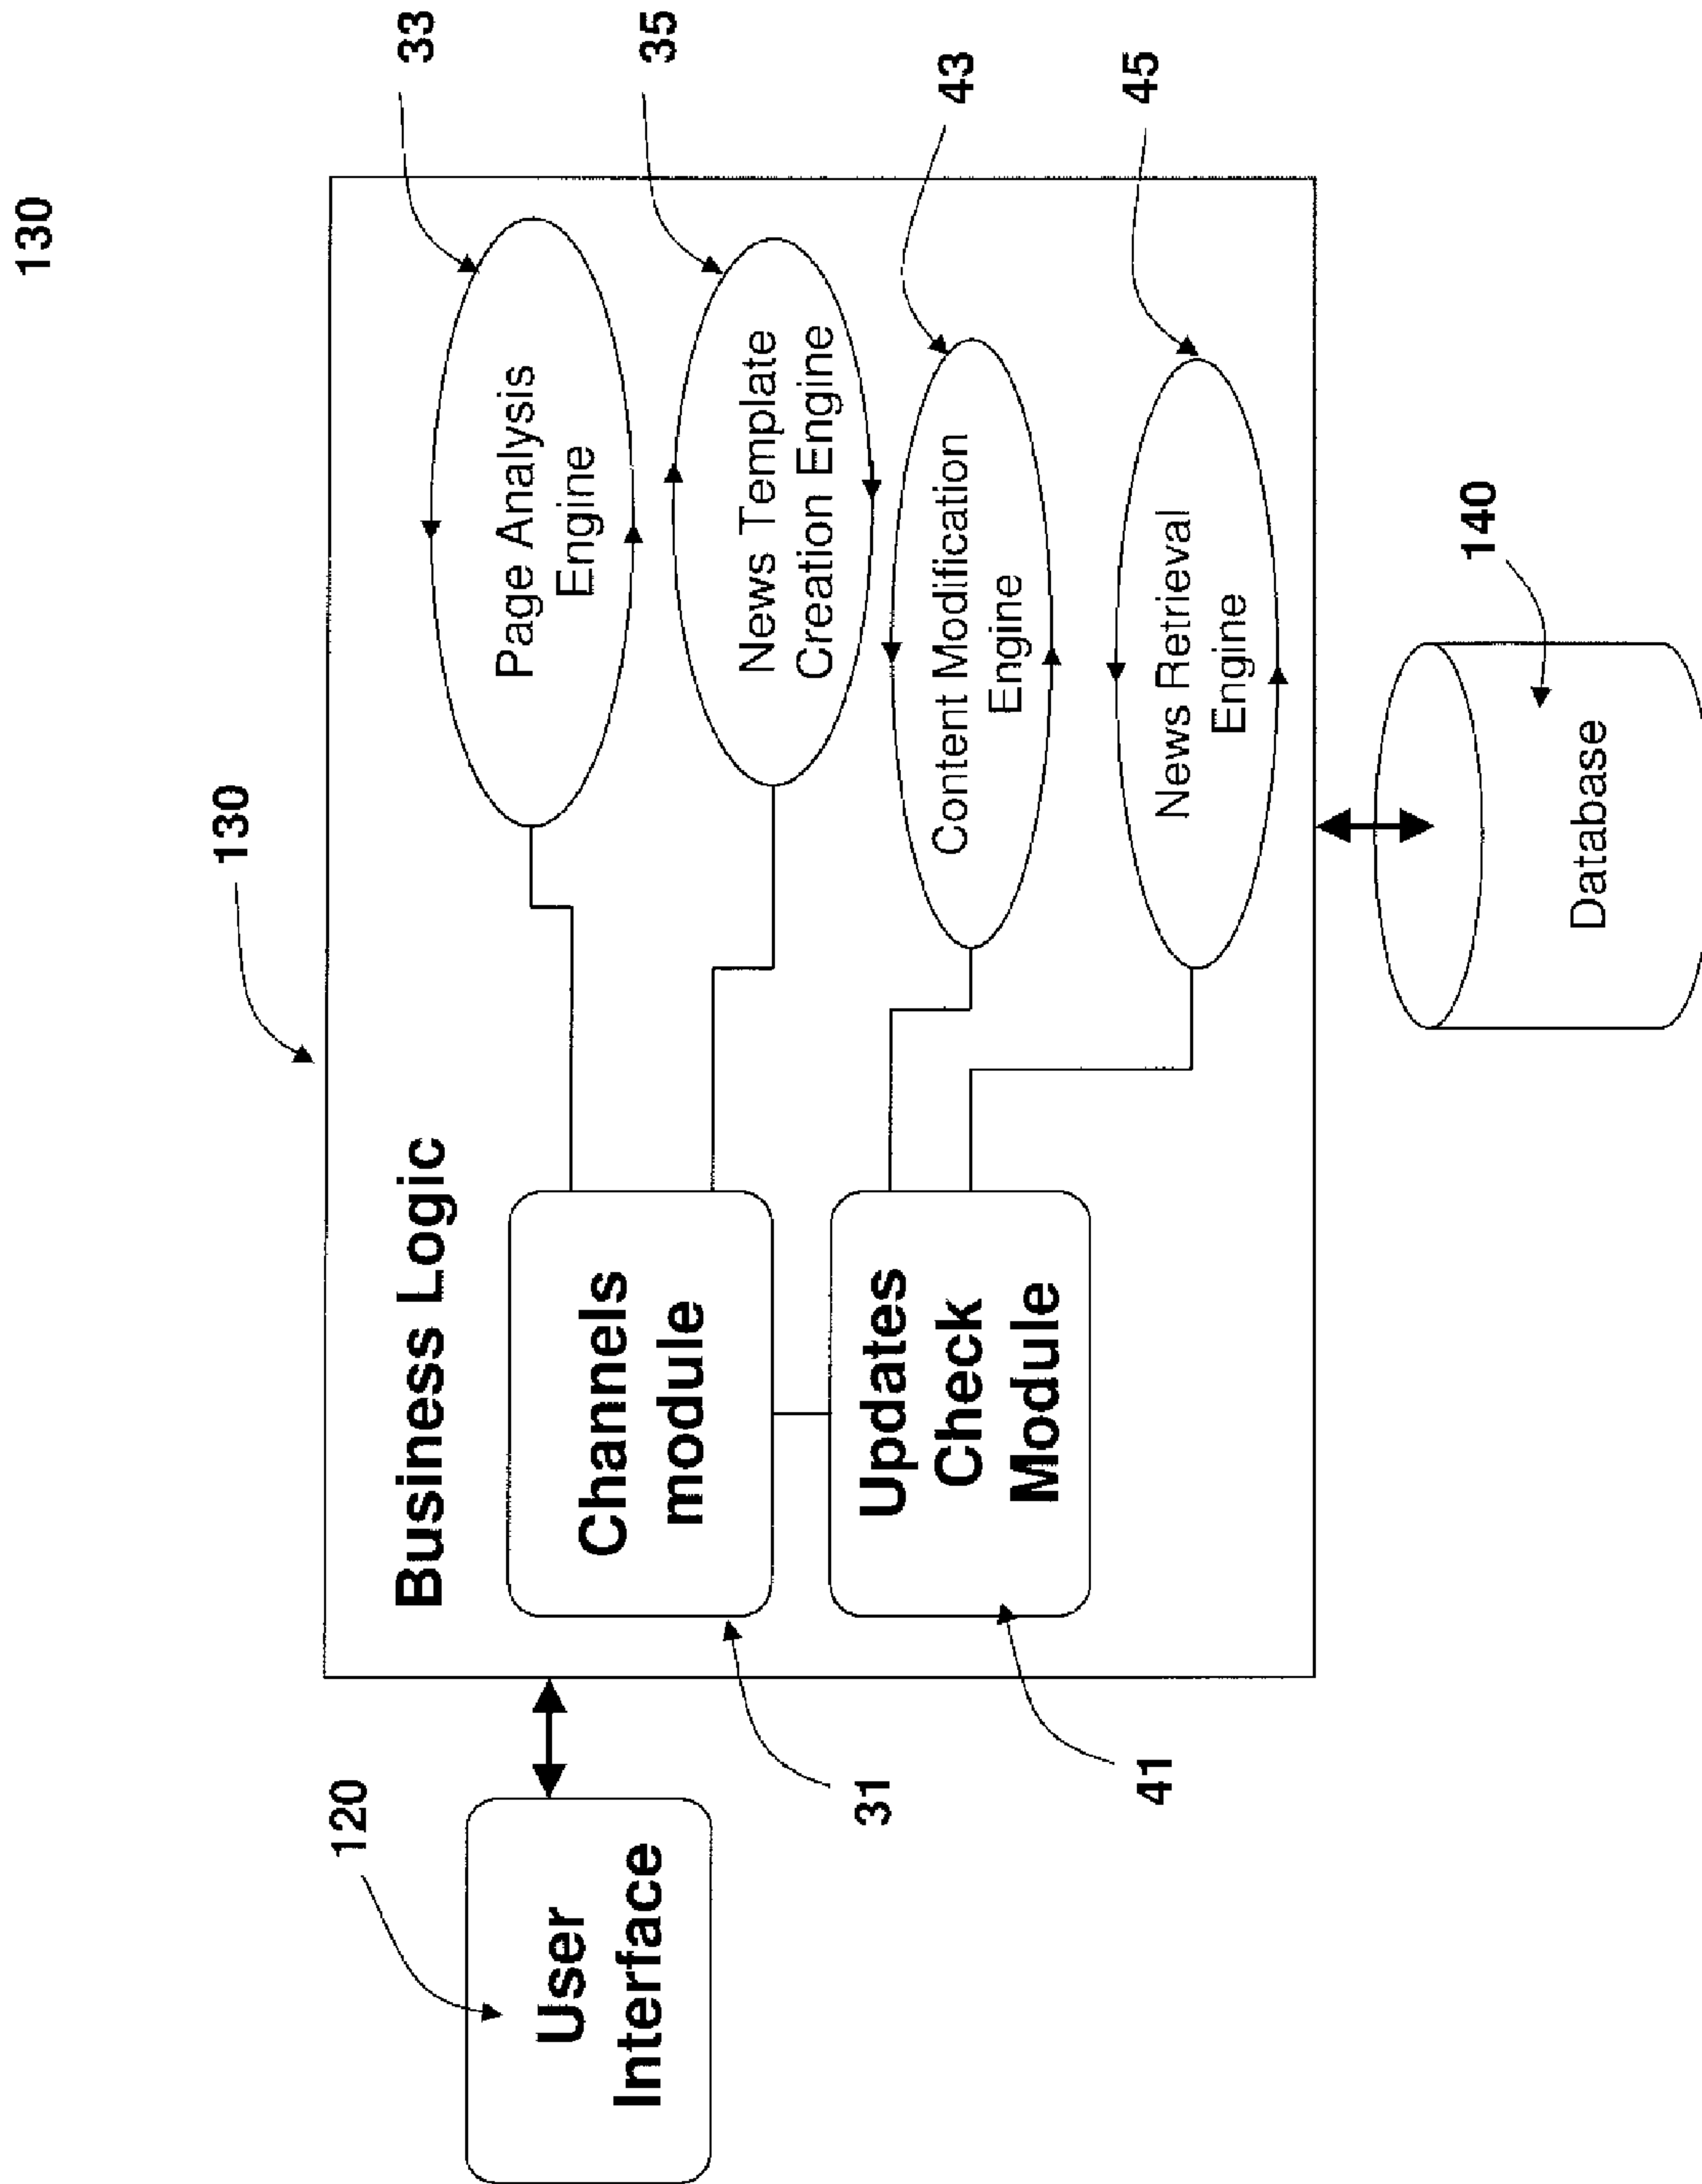 130
130
33
Business Logic
Page Analysis
Engine
35
120
User
Interface
Channels
module
News Template
Creation Engine
31
43
Updates
Check
Module
Content Modification
Engine
41
45
News Retrieval
Engine
140
Database